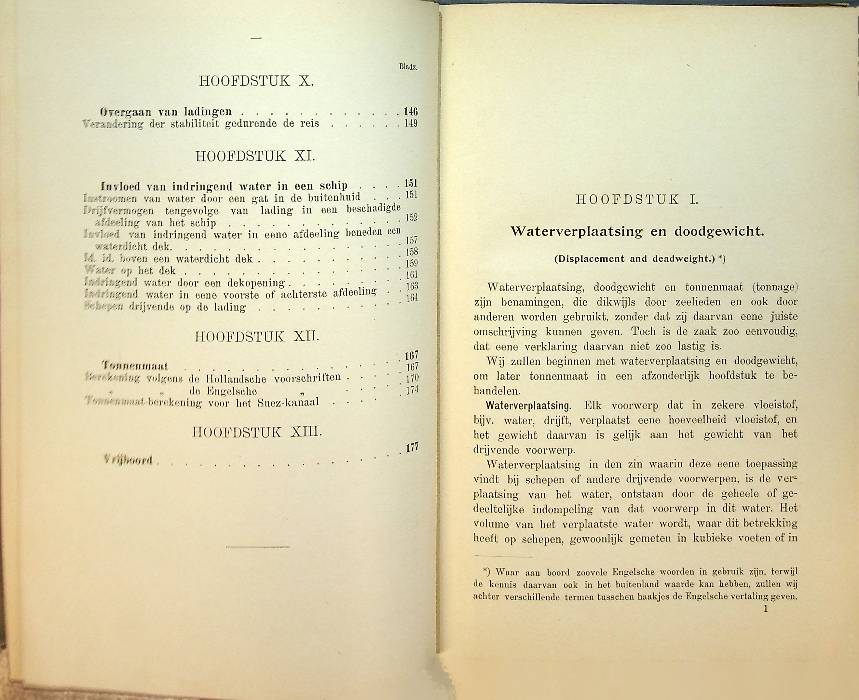 Bladz.
HOOFDSTUK X.
Overgaan van ladingen . . . . . . . . . . . . 146
Verandering der stabiliteit gedurende de reis . . . . . . 149
HOOFDSTUK XI.
Invloed van indringend water in een schip . . . . 151
Instroomen van water door een gat in de buitenhuid . . . 151
Drijfvermogen tengevolge van lading in een beschadigde
afdeeling van het schip . . . . . . . . . . . . 152
Invloed van indringend water in eene afdeeling beneden een
waterdicht dek. . . . . . . . . . . . . . . 157
Id. id. boven een waterdicht dek . . . . . . . . . . 158
Water op het dek . . . . . . . . . . . . . . . 159
Indringend water door een dekopening . . . . . . . . 161
Indringend water in eene voorste of achterste afdeeling . . 163
Schepen drijvende op de lading . . . . . . . . . . 164
HOOFDSTUK XII.
Tonnenmaat . . . . . . . . . . . . . . . 167
Berekening volgens de Hollandsche voorschriften . . . . . 167
„ „ de Engelsche „ . . . . . 170
Tonnenmaat-berekening voor het Suez-kanaal . . . . . 174
HOOFDSTUK XIII.
Vrijboord . . . . . . . . . . . . . . . 177
HOOFDSTUK I.
Waterverplaatsing en doodgewicht.
(Displacement and deadweight.) *)
Waterverplaatsing, doodgewicht en tonnenmaat (tonnage)
zijn benamingen, die dikwijls door zeelieden en ook door
anderen worden gebruikt, zonder dat zij daarvan eene juiste
omschrijving kunnen geven. Toch is de zaak zoo eenvoudig,
dat eene verklaring daarvan niet zoo lastig is.
Wij zullen beginnen met waterverplaatsing en doodgewicht,
om later tonnenmaat in een afzonderlijk hoofdstuk te be-
handelen.
Waterverplaatsing. Elk voorwerp dat in zekere vloeistof,
bijv. water, drijft, verplaatst eene hoeveelheid vloeistof, en
het gewicht daarvan is gelijk aan het gewicht van het
drijvende voorwerp.
Waterverplaatsing in den zin waarin deze eene toepassing
vindt bij schepen of andere drijvende voorwerpen, is de ver-
plaatsing van het water, ontstaan door de geheele of ge-
deeltelijke indompeling van dat voorwerp in dit water. Het
volume van het verplaatste water wordt, waar dit betrekking
heeft op schepen, gewoonlijk gemeten in kubieke voeten of in
*) Waar aan boord zoovele Engelsche woorden in gebruik zijn, terwijl
de kennis daarvan ook in het buitenland waarde kan hebben, zullen wij
achter verschillende termen tusschen haakjes de Engelsche vertaling geven.
1